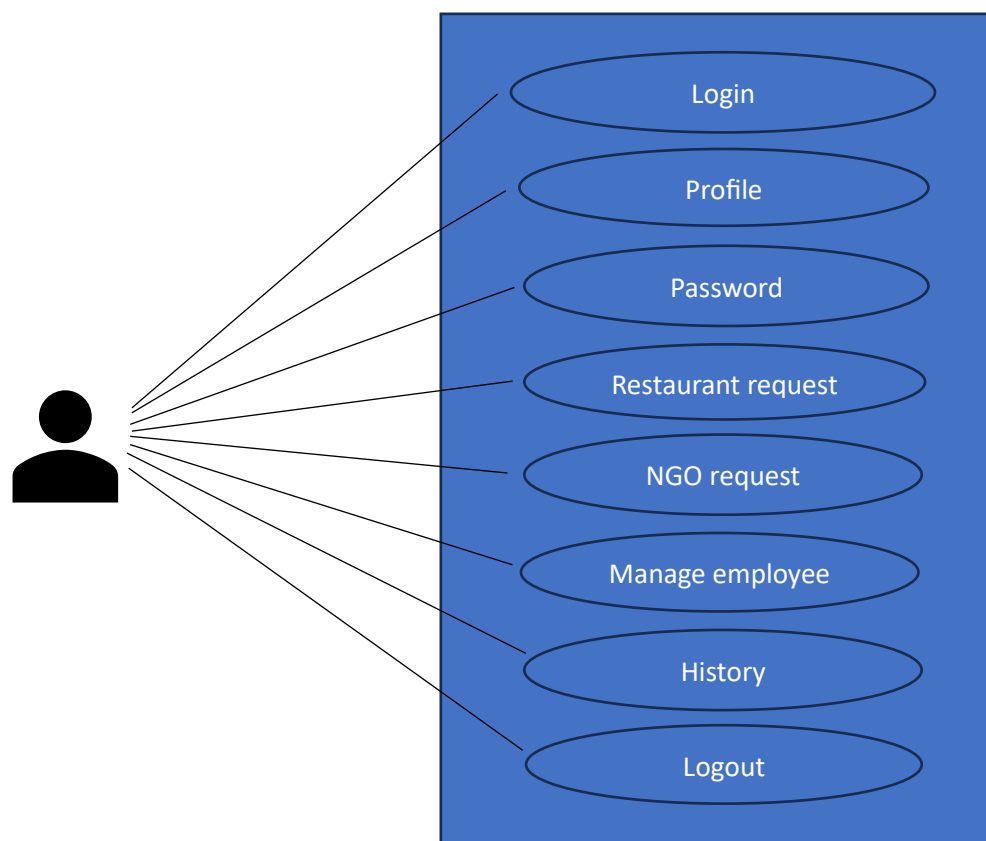 Login
Profile
Password
Restaurant request
NGO request
Manage employee
History
Logout